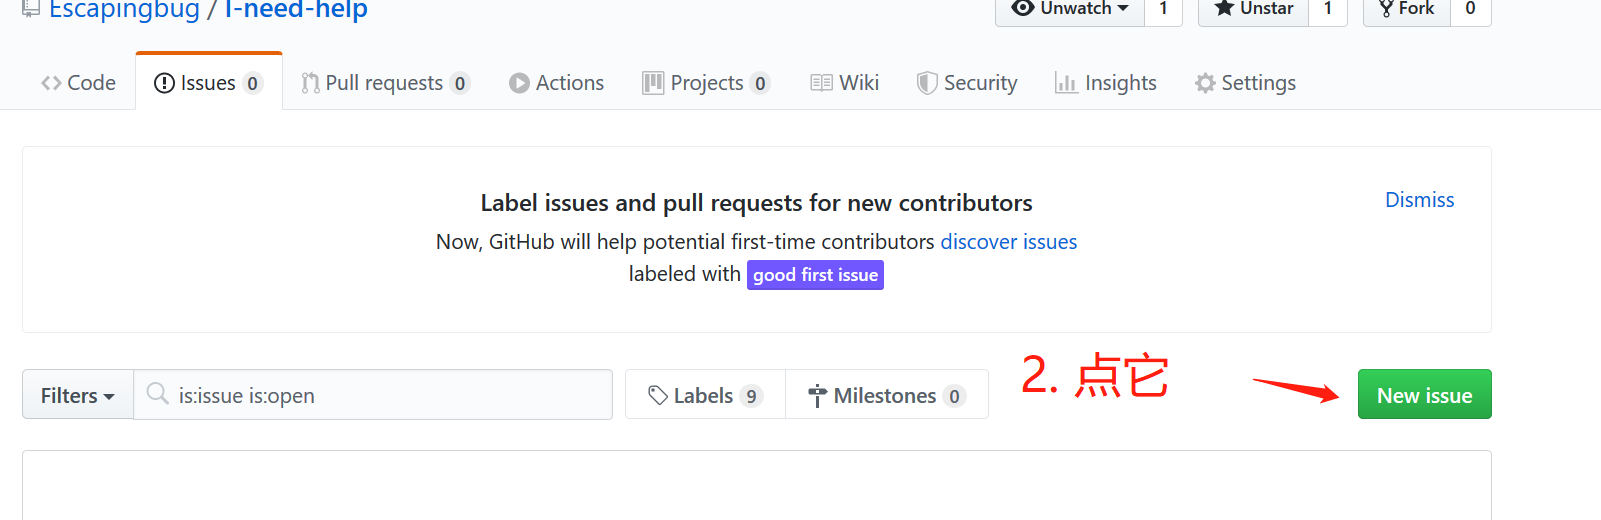 Escapingbug / I-need-help
Unwatch 1 Unstar 1 Fork 0
Code Issues 0 Pull requests 0 Actions Projects 0 Wiki Security Insights Settings
Label issues and pull requests for new contributors
Dismiss
Now, GitHub will help potential first-time contributors discover issues
labeled with good first issue
Filters is:issue is:open Labels 9 Milestones 0 2. 点它 New issue